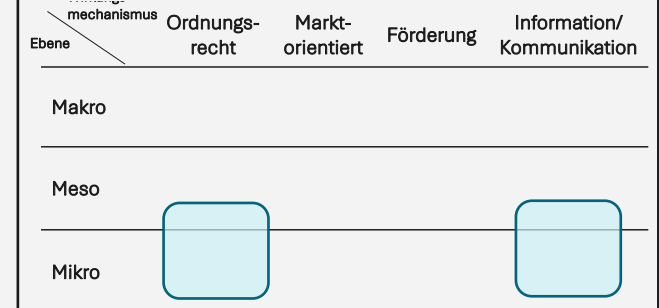 mechanismus
Ebene
Ordnungs-
recht
Markt-
orientiert
Förderung
Information/
Kommunikation
Makro
Meso
Mikro